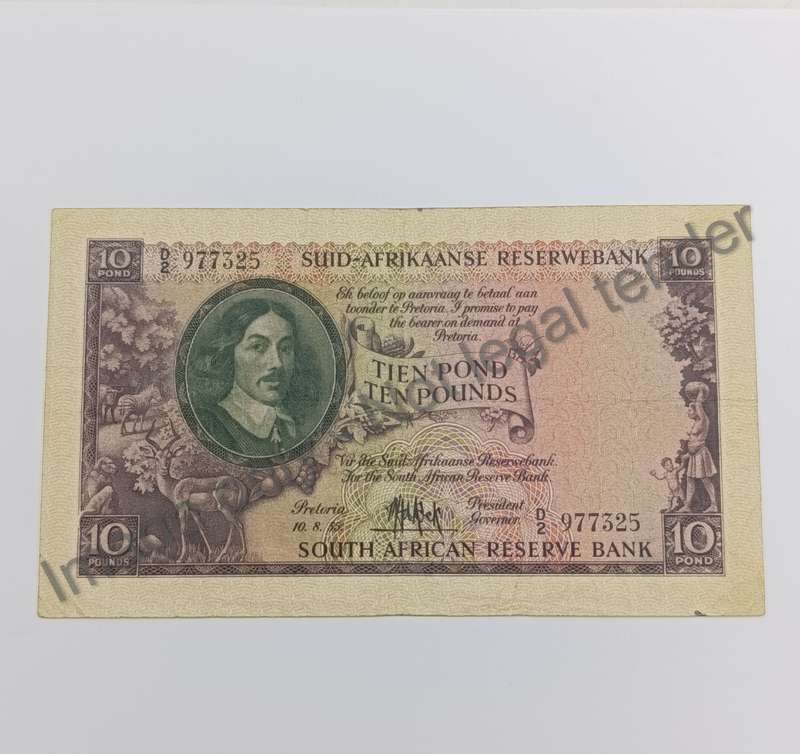 10
POND
D/2 977325
SUID-AFRIKAANSE RESERWEBANK
10
POUNDS
Ek beloof op aanvraag te betaal aan
toonder te Pretoria. I promise to pay
the bearer on demand at
Pretoria.
TIEN POND
TEN POUNDS
Vir die Suid-Afrikaanse Reserwebank.
For the South African Reserve Bank.
Pretoria
10. 8. 55.
President
Governor.
D/2 977325
10
POUNDS
SOUTH AFRICAN RESERVE BANK
10
POND
legal tender